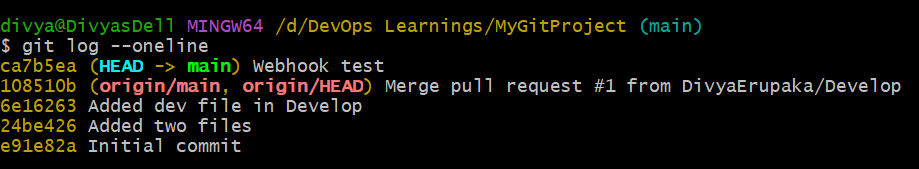 divya@DivyasDell MINGW64 /d/DevOps Learnings/MyGitProject (main)
$ git log --oneline
ca7b5ea (HEAD -> main) Webhook test
108510b (origin/main, origin/HEAD) Merge pull request #1 from DivyaErupaka/Develop
6e16263 Added dev file in Develop
24be426 Added two files
e91e82a Initial commit